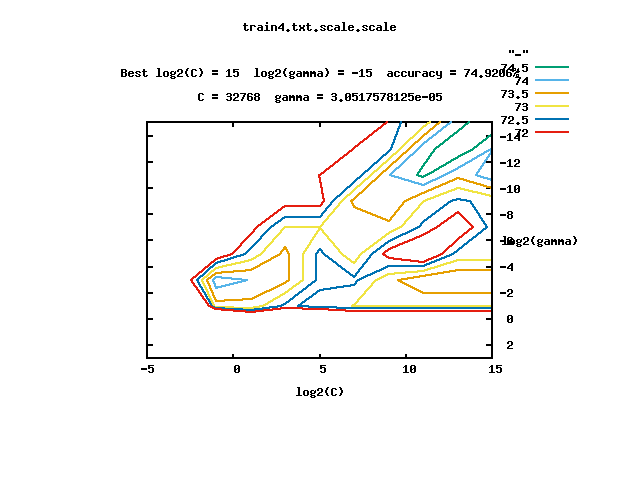 train4.txt.scale.scale
"-"
Best log2(C) = 15 log2(gamma) = -15 accuracy = 74.9206%
74.5
74
C = 32768 gamma = 3.0517578125e-05
73.5
73
72.5
72
-14
-12
-10
-8
-6
log2(gamma)
-4
-2
0
2
-5 0 5 10 15
log2(C)